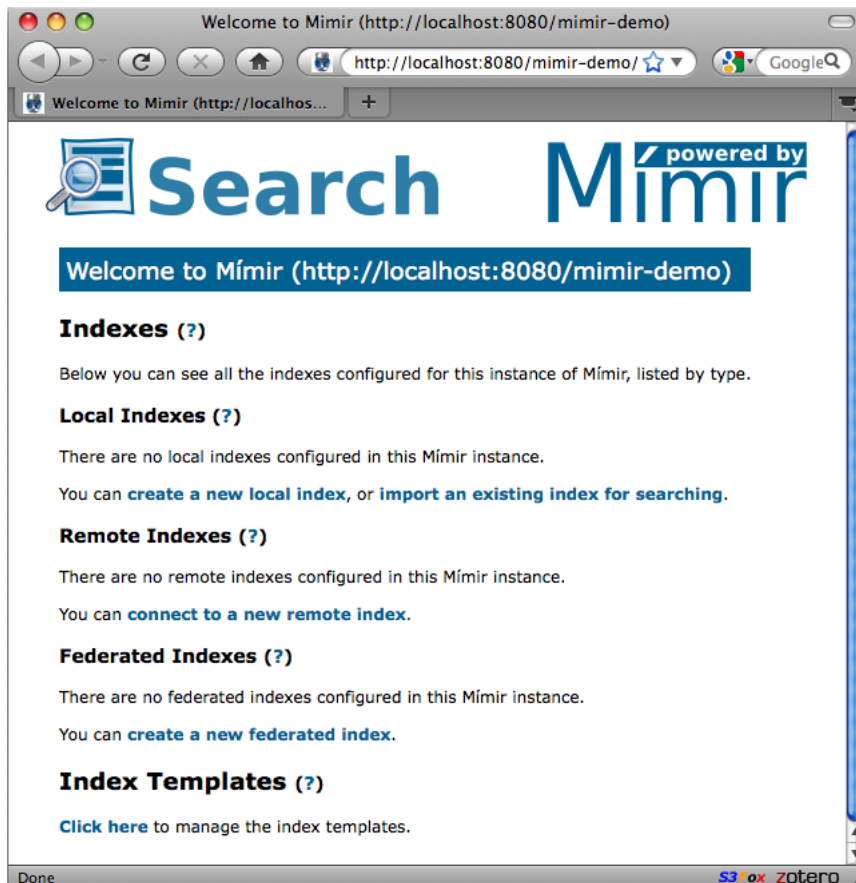 Welcome to Mimir (http://localhost:8080/mimir-demo)
http://localhost:8080/mimir-demo/ Google
Welcome to Mimir (http://localhos... +
Search
powered by
Mímir
Welcome to Mímir (http://localhost:8080/mimir-demo)
Indexes (?)
Below you can see all the indexes configured for this instance of Mímir, listed by type.
Local Indexes (?)
There are no local indexes configured in this Mímir instance.
You can create a new local index, or import an existing index for searching.
Remote Indexes (?)
There are no remote indexes configured in this Mímir instance.
You can connect to a new remote index.
Federated Indexes (?)
There are no federated indexes configured in this Mímir instance.
You can create a new federated index.
Index Templates (?)
Click here to manage the index templates.
Done S3Fox zotero